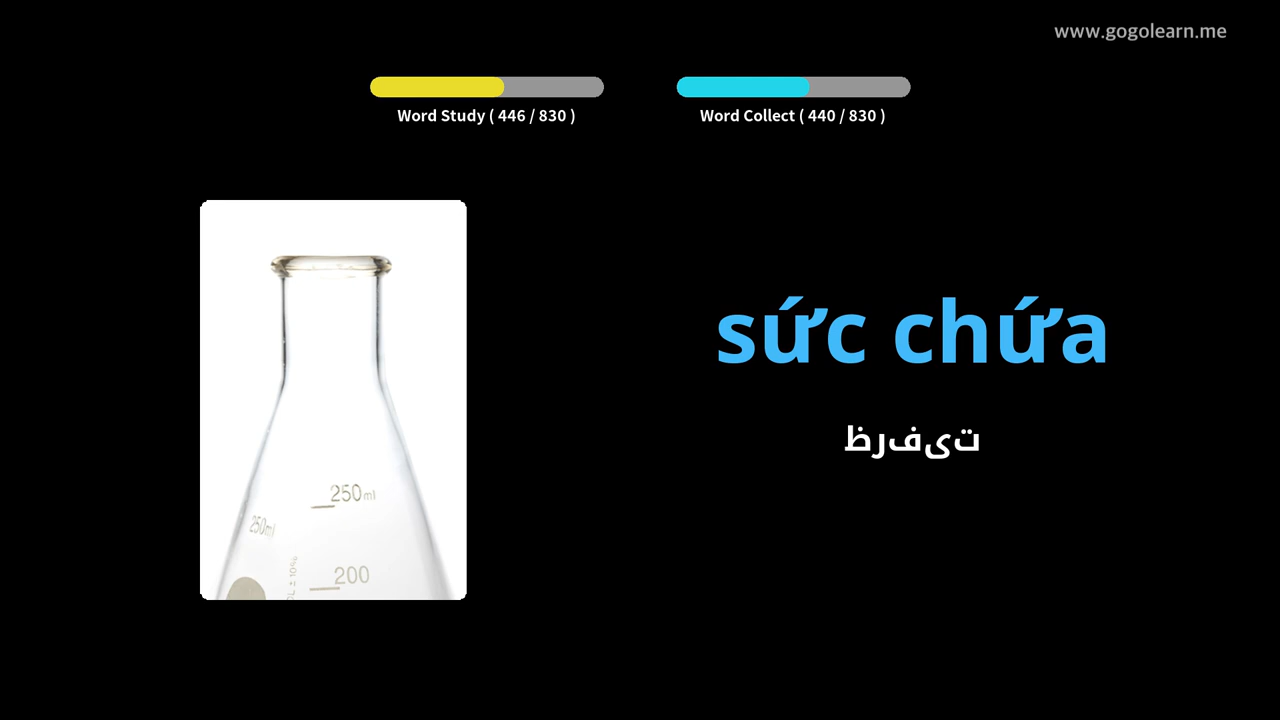 www.gogolearn.me
Word Study ( 446 / 830 )
Word Collect ( 440 / 830 )
sức chứa
ظرفیت
250ml
250ml
200